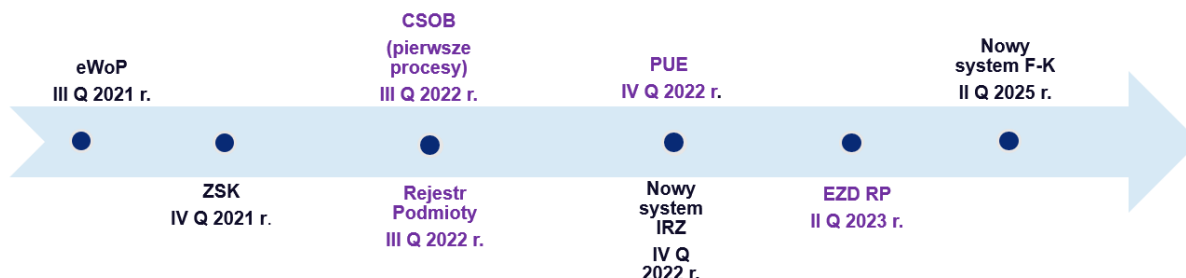 eWoP
III Q 2021 r.
ZSK
IV Q 2021 r.
CSOB
(pierwsze
procesy)
III Q 2022 r.
Rejestr
Podmioty
III Q 2022 r.
PUE
IV Q 2022 r.
Nowy
system
IRZ
IV Q
2022 r.
EZD RP
II Q 2023 r.
Nowy
system F-K
II Q 2025 r.